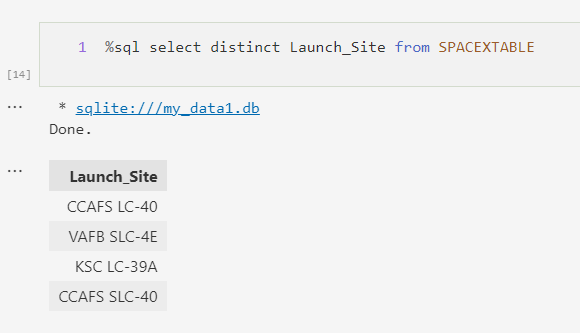 1 %sql select distinct Launch_Site from SPACEXTABLE
[14]
... * sqlite:///my_data1.db
Done.
... Launch_Site
CCAFS LC-40
VAFB SLC-4E
KSC LC-39A
CCAFS SLC-40